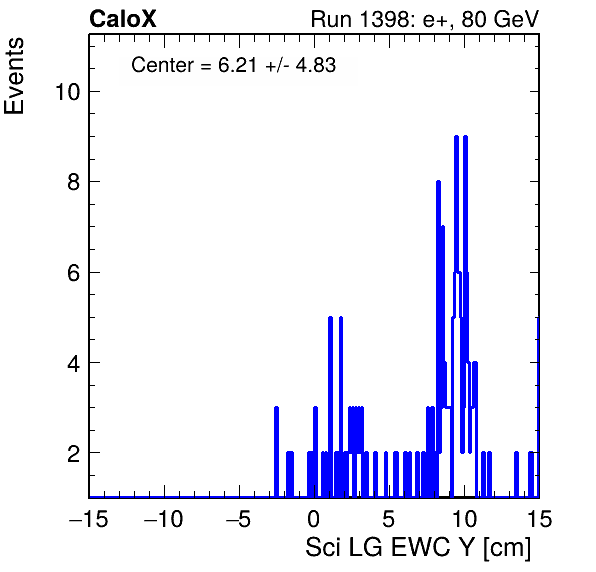 CaloX Run 1398: e+, 80 GeV
Center = 6.21 +/- 4.83
Events
10
8
6
4
2
−15 −10 −5 0 5 10 15
Sci LG EWC Y [cm]